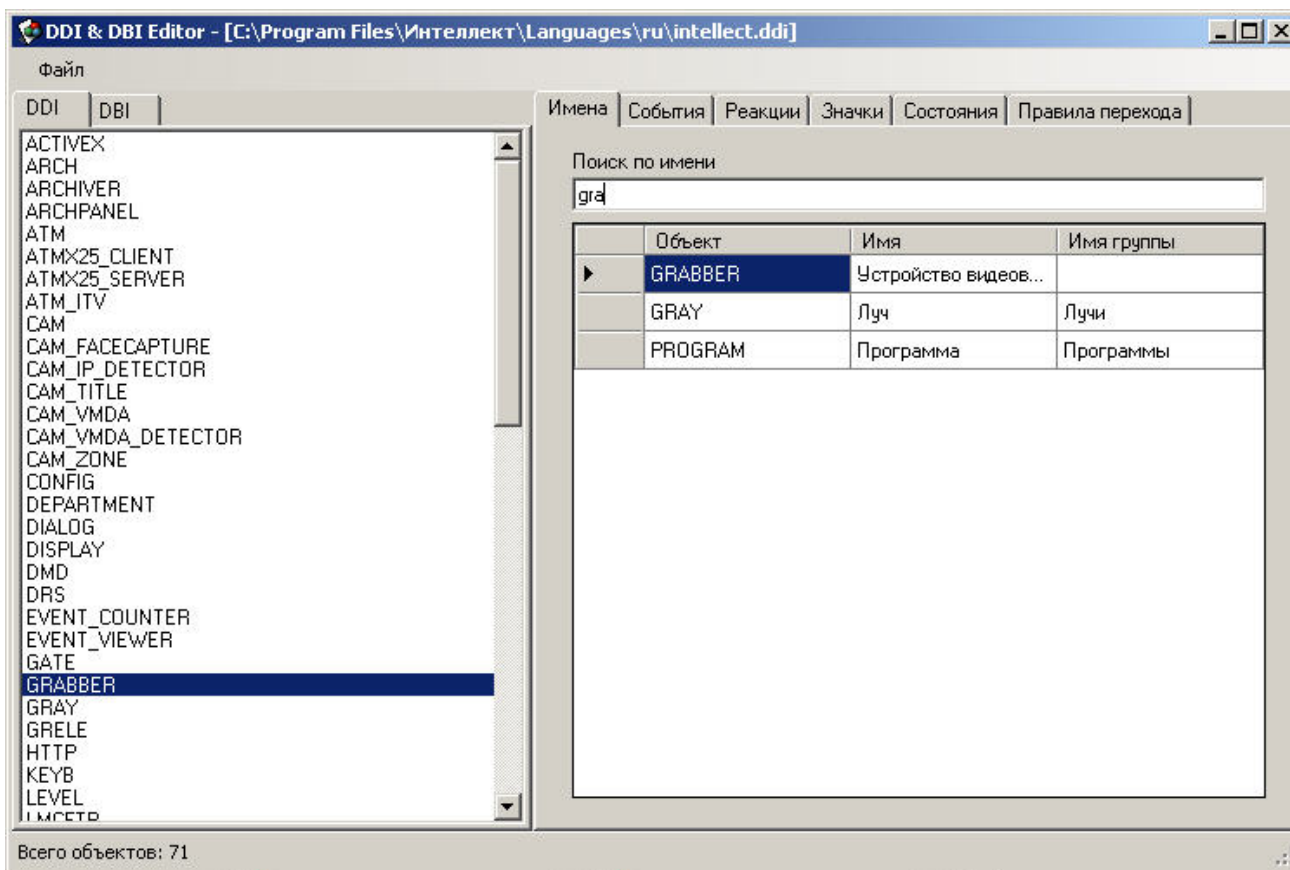 DDI & DBI Editor - [C:\Program Files\Интеллект\Languages\ru\intellect.ddi]
Файл
DDI DBI
ACTIVEX
ARCH
ARCHIVER
ARCHPANEL
ATM
ATMX25_CLIENT
ATMX25_SERVER
ATM_ITV
CAM
CAM_FACECAPTURE
CAM_IP_DETECTOR
CAM_TITLE
CAM_VMDA
CAM_VMDA_DETECTOR
CAM_ZONE
CONFIG
DEPARTMENT
DIALOG
DISPLAY
DMD
DRS
EVENT_COUNTER
EVENT_VIEWER
GATE
GRABBER
GRAY
GRELE
HTTP
KEYB
LEVEL
Имена События Реакции Значки Состояния Правила перехода
Поиск по имени
gra
Объект Имя Имя группы
GRABBER Устройство видеов...
GRAY Луч Лучи
PROGRAM Программа Программы
Всего объектов: 71